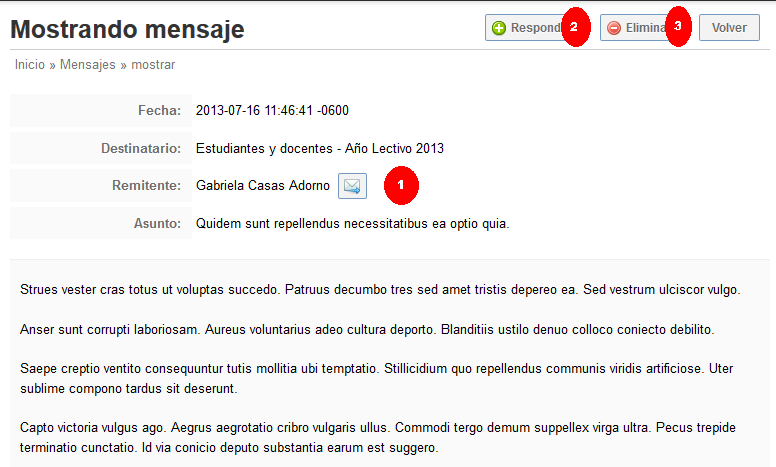 Mostrando mensaje
Respond 2 Elimina 3 Volver
Inicio » Mensajes » mostrar
Fecha: 2013-07-16 11:46:41 -0600
Destinatario: Estudiantes y docentes - Año Lectivo 2013
Remitente: Gabriela Casas Adorno 1
Asunto: Quidem sunt repellendus necessitatibus ea optio quia.
Strues vester cras totus ut voluptas succedo. Patruus decumbo tres sed amet tristis depereo ea. Sed vestrum ulciscor vulgo.
Anser sunt corrupti laboriosam. Aureus voluntarius adeo cultura deporto. Blanditiis ustilo denuo colloco coniecto debilito.
Saepe creptio ventito consequuntur tutis mollitia ubi temptatio. Stillicidium quo repellendus communis viridis artificiose. Uter
sublime compono tardus sit deserunt.
Capto victoria vulgus ago. Aegrus aegrotatio cribro vulgaris ullus. Commodi tergo demum suppellex virga ultra. Pecus trepide
terminatio cunctatio. Id via conicio deputo substantia earum est suggero.